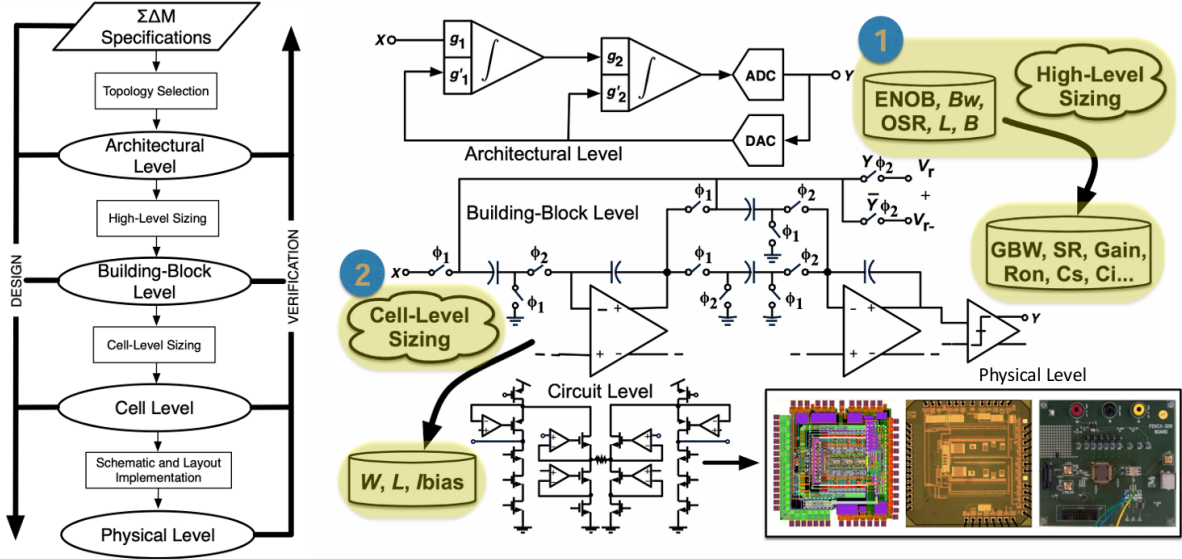 ΣΔM
Specifications
Topology Selection
Architectural
Level
High-Level Sizing
Building-Block
Level
Cell-Level Sizing
Cell Level
Schematic and Layout
Implementation
Physical Level
DESIGN
VERIFICATION
X
g1
g'1
∫
g2
g'2
∫
ADC
Y
DAC
Architectural Level
1
ENOB, Bw,
OSR, L, B
High-Level
Sizing
GBW, SR, Gain,
Ron, Cs, Ci...
Building-Block Level
Y ϕ2
Vr
+
Y̅ ϕ2
Vr-
ϕ1
ϕ2
ϕ1
X
ϕ1
ϕ2
ϕ1
ϕ1
ϕ2
ϕ2
ϕ1
− +
+ −
- +
+ −
Y
2
Cell-Level
Sizing
W, L, Ibias
Circuit Level
Physical Level